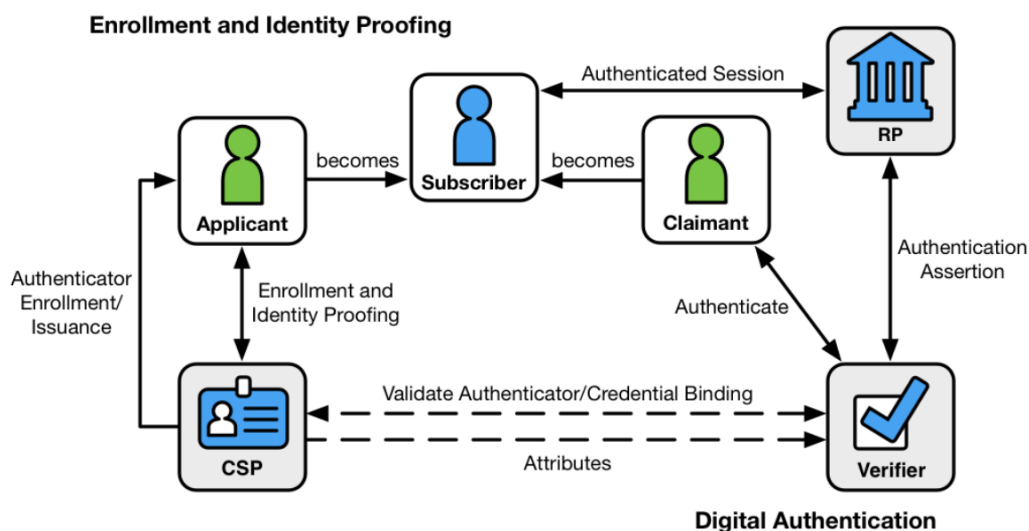 Enrollment and Identity Proofing
Authenticated Session
RP
becomes
Subscriber
becomes
Applicant
Claimant
Authenticator
Enrollment/
Issuance
Enrollment and
Identity Proofing
Authenticate
Authentication
Assertion
Validate Authenticator/Credential Binding
CSP
Attributes
Verifier
Digital Authentication